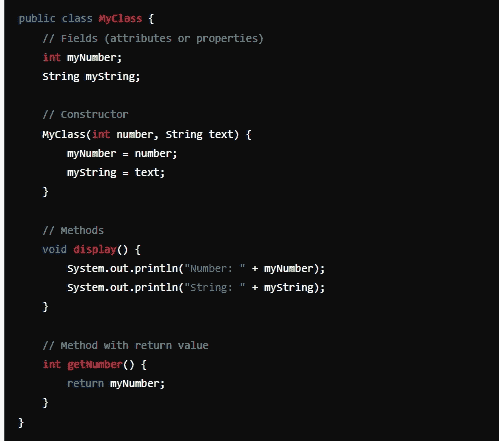 public class MyClass {
    // Fields (attributes or properties)
    int myNumber;
    String myString;

    // Constructor
    MyClass(int number, String text) {
        myNumber = number;
        myString = text;
    }

    // Methods
    void display() {
        System.out.println("Number: " + myNumber);
        System.out.println("String: " + myString);
    }

    // Method with return value
    int getNumber() {
        return myNumber;
    }
}